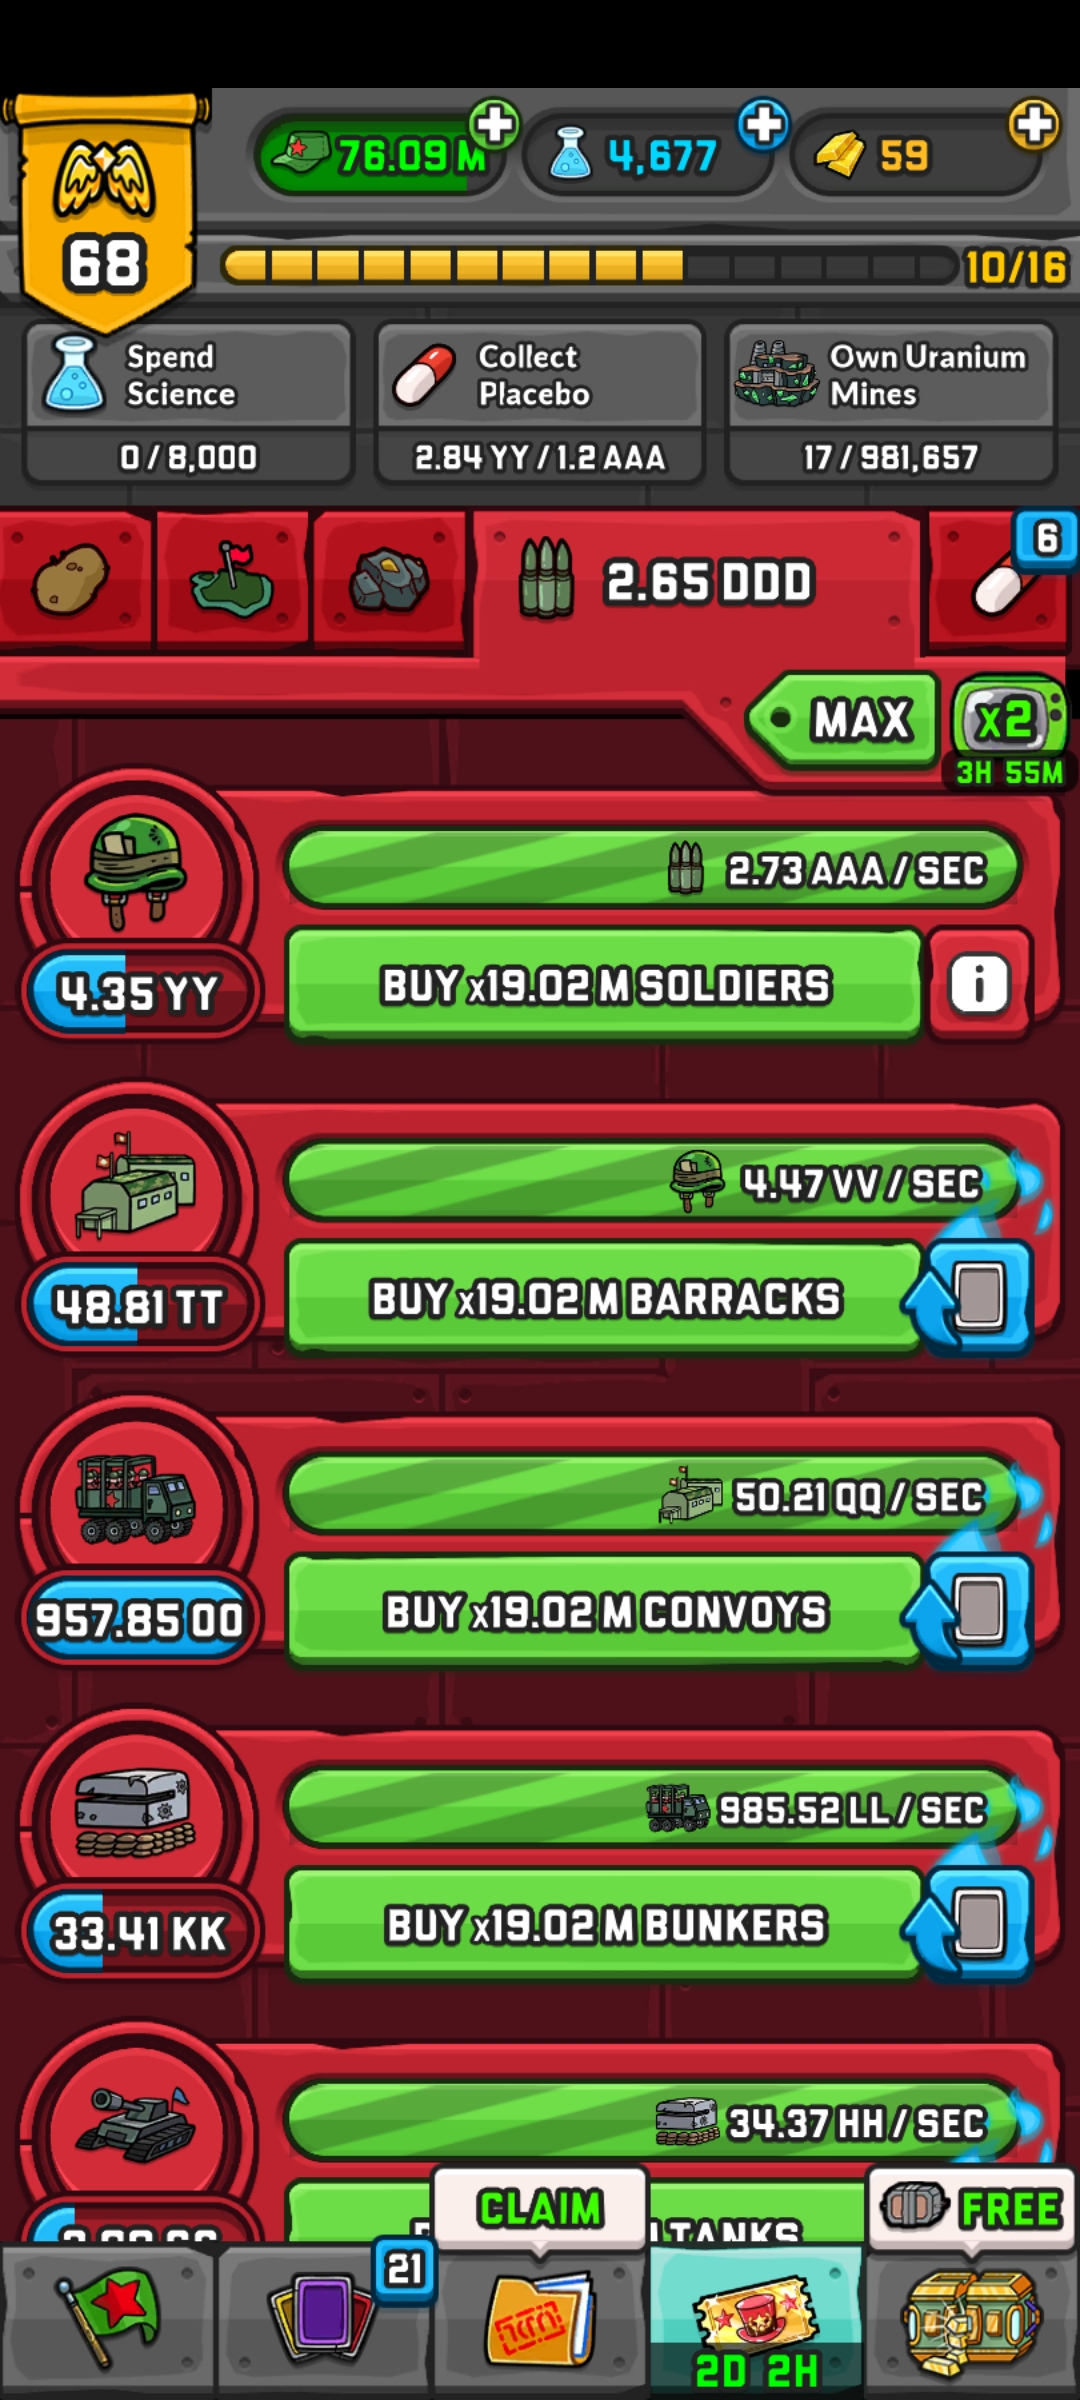 76.09 M
4,677
59
68
10/16
Spend
Science
0 / 8,000
Collect
Placebo
2.84 YY / 1.2 AAA
Own Uranium
Mines
17 / 981,657
2.65 DDD
6
MAX
x2
3H 55M
2.73 AAA / SEC
4.35 YY
BUY x19.02 M SOLDIERS
i
4.47 VV / SEC
48.81 TT
BUY x19.02 M BARRACKS
50.21 QQ / SEC
957.85 OO
BUY x19.02 M CONVOYS
985.52 LL / SEC
33.41 KK
BUY x19.02 M BUNKERS
34.37 HH / SEC
TANKS
CLAIM
FREE
21
2D 2H